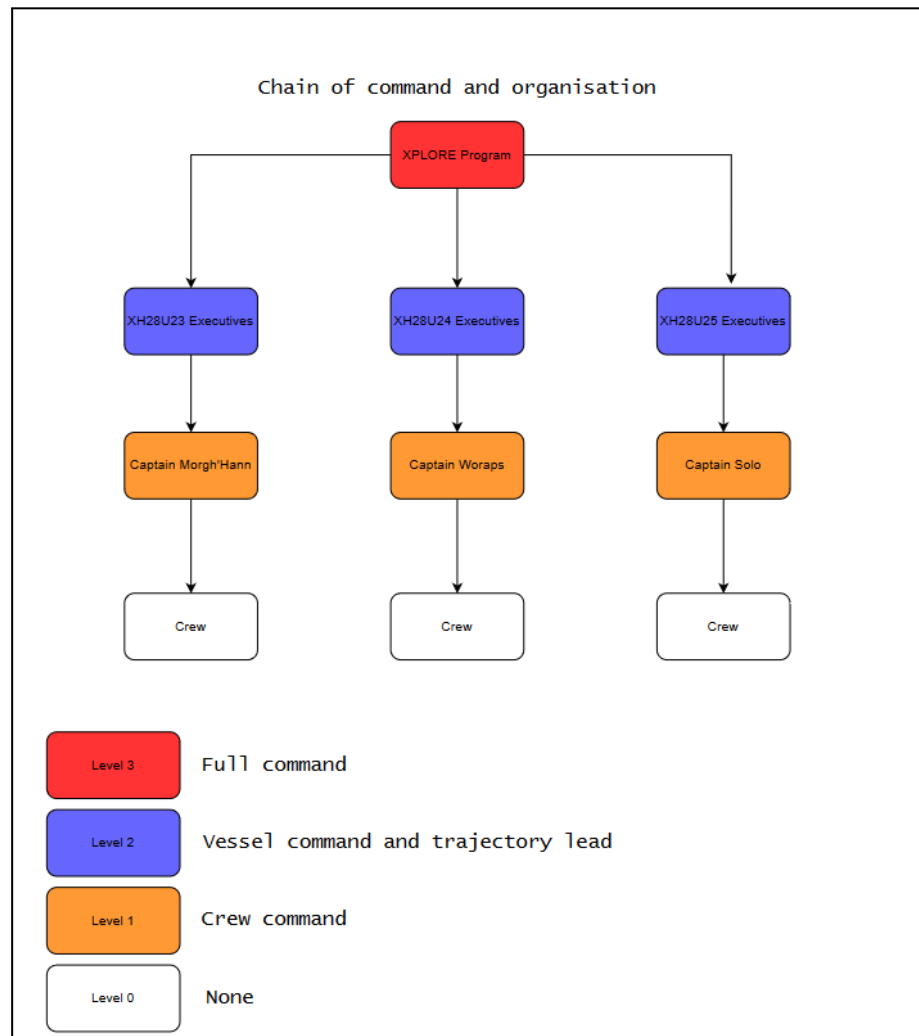 Chain of command and organisation
XPLORE Program
XH28U23 Executives
XH28U24 Executives
XH28U25 Executives
Captain Morgh'Hann
Captain Woraps
Captain Solo
Crew
Crew
Crew
Level 3
Full command
Level 2
Vessel command and trajectory lead
Level 1
Crew command
Level 0
None